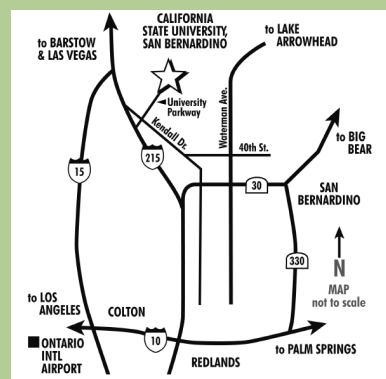 CALIFORNIA
STATE UNIVERSITY,
SAN BERNARDINO
to BARSTOW
& LAS VEGAS
to LAKE
ARROWHEAD
University
Parkway
Waterman Ave.
Kendall Dr.
to BIG
BEAR
40th St.
15
215
30
SAN
BERNARDINO
330
N
MAP
not to scale
to LOS
ANGELES
COLTON
ONTARIO
INTL
AIRPORT
10
REDLANDS
to PALM SPRINGS